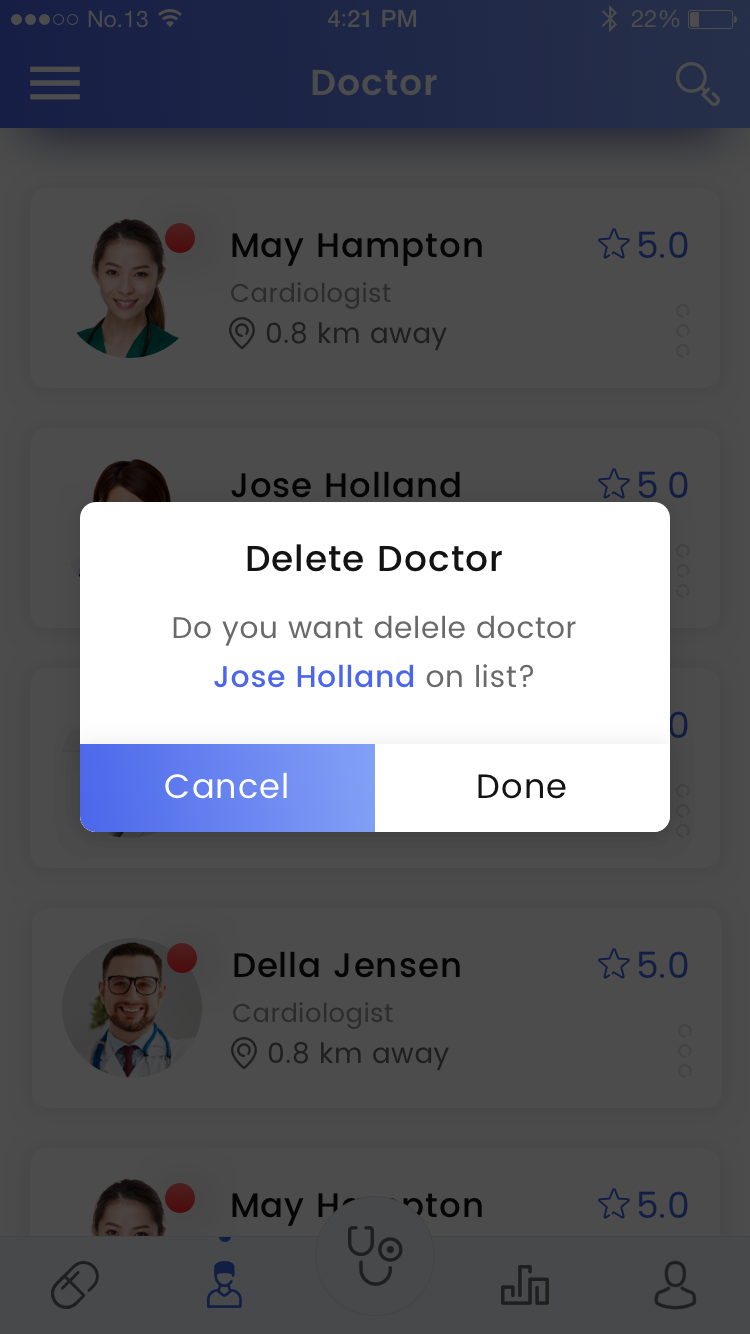 No.13 4:21 PM 22%
Doctor
May Hampton 5.0
Cardiologist
0.8 km away
Jose Holland 5 0
Delete Doctor
Do you want delele doctor
Jose Holland on list?
0
Cancel Done
Della Jensen 5.0
Cardiologist
0.8 km away
May Hampton 5.0